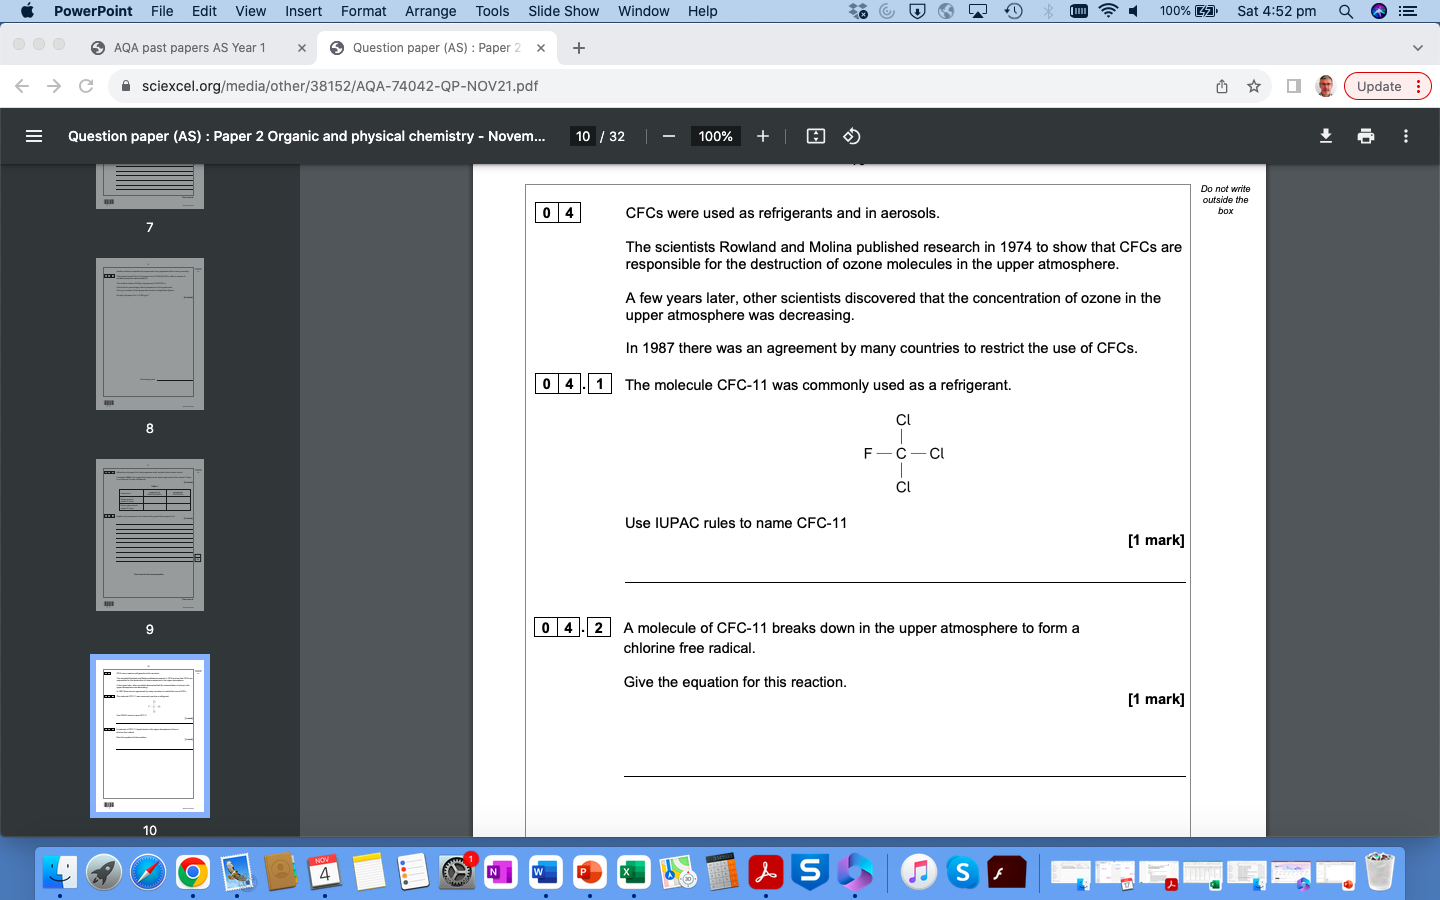 PowerPoint File Edit View Insert Format Arrange Tools Slide Show Window Help 100% Sat 4:52 pm
AQA past papers AS Year 1 Question paper (AS) : Paper 2
sciexcel.org/media/other/38152/AQA-74042-QP-NOV21.pdf Update
Question paper (AS) : Paper 2 Organic and physical chemistry - Novem... 10 / 32 100%
7
8
9
10
Do not write
outside the
box
0 4 CFCs were used as refrigerants and in aerosols.
The scientists Rowland and Molina published research in 1974 to show that CFCs are
responsible for the destruction of ozone molecules in the upper atmosphere.
A few years later, other scientists discovered that the concentration of ozone in the
upper atmosphere was decreasing.
In 1987 there was an agreement by many countries to restrict the use of CFCs.
0 4 . 1 The molecule CFC-11 was commonly used as a refrigerant.
Cl
F — C — Cl
Cl
Use IUPAC rules to name CFC-11
[1 mark]
0 4 . 2 A molecule of CFC-11 breaks down in the upper atmosphere to form a
chlorine free radical.
Give the equation for this reaction.
[1 mark]
NOV
4
1
N
W
P
X
S
S
17